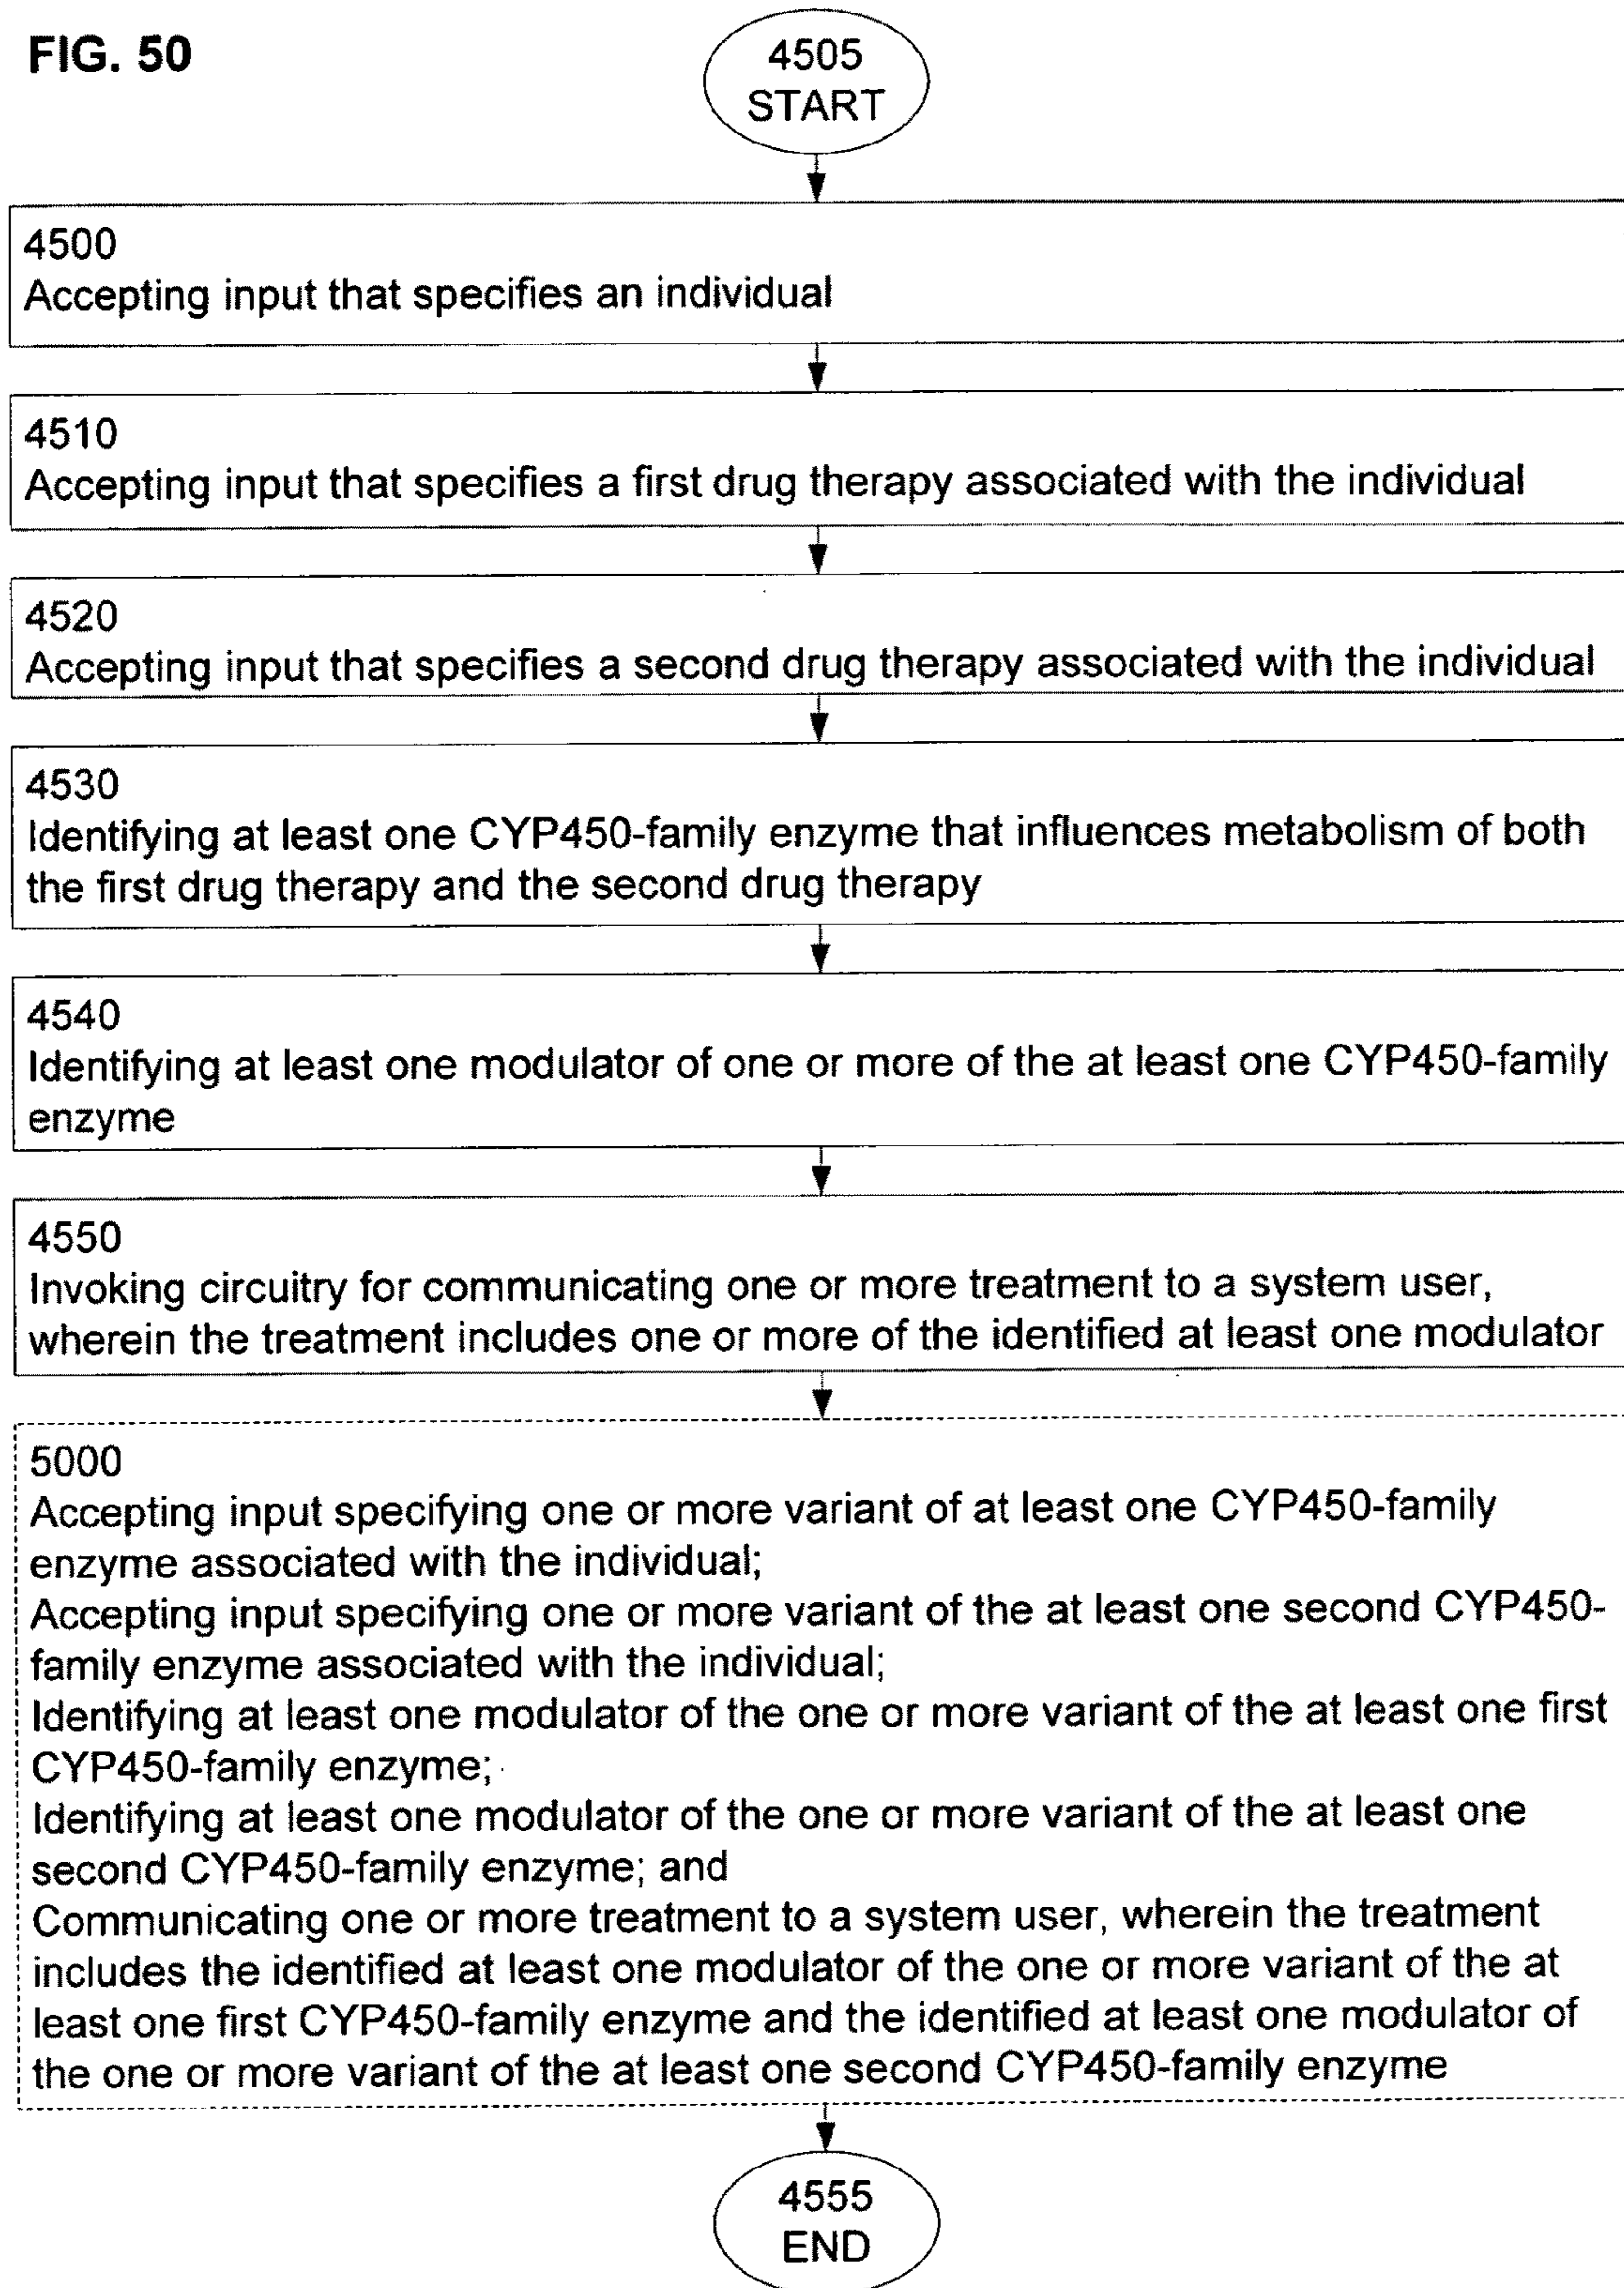 FIG. 50
4505
START
4500
Accepting input that specifies an individual
4510
Accepting input that specifies a first drug therapy associated with the individual
4520
Accepting input that specifies a second drug therapy associated with the individual
4530
Identifying at least one CYP450-family enzyme that influences metabolism of both
the first drug therapy and the second drug therapy
4540
Identifying at least one modulator of one or more of the at least one CYP450-family
enzyme
4550
Invoking circuitry for communicating one or more treatment to a system user,
wherein the treatment includes one or more of the identified at least one modulator
5000
Accepting input specifying one or more variant of at least one CYP450-family
enzyme associated with the individual;
Accepting input specifying one or more variant of the at least one second CYP450-
family enzyme associated with the individual;
Identifying at least one modulator of the one or more variant of the at least one first
CYP450-family enzyme;
Identifying at least one modulator of the one or more variant of the at least one
second CYP450-family enzyme; and
Communicating one or more treatment to a system user, wherein the treatment
includes the identified at least one modulator of the one or more variant of the at
least one first CYP450-family enzyme and the identified at least one modulator of
the one or more variant of the at least one second CYP450-family enzyme
4555
END